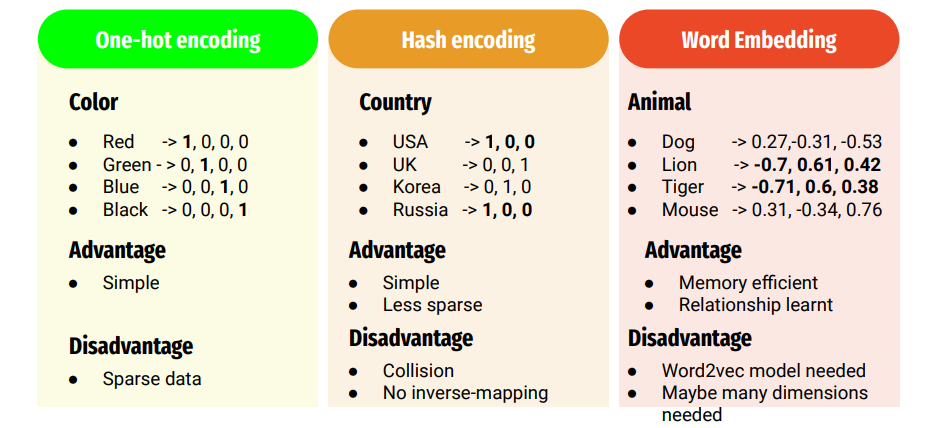 One-hot encoding
Color
● Red -> 1, 0, 0, 0
● Green - > 0, 1, 0, 0
● Blue -> 0, 0, 1, 0
● Black -> 0, 0, 0, 1
Advantage
● Simple
Disadvantage
● Sparse data
Hash encoding
Country
● USA -> 1, 0, 0
● UK -> 0, 0, 1
● Korea -> 0, 1, 0
● Russia -> 1, 0, 0
Advantage
● Simple
● Less sparse
Disadvantage
● Collision
● No inverse-mapping
Word Embedding
Animal
● Dog -> 0.27,-0.31, -0.53
● Lion -> -0.7, 0.61, 0.42
● Tiger -> -0.71, 0.6, 0.38
● Mouse -> 0.31, -0.34, 0.76
Advantage
● Memory efficient
● Relationship learnt
Disadvantage
● Word2vec model needed
● Maybe many dimensions
needed